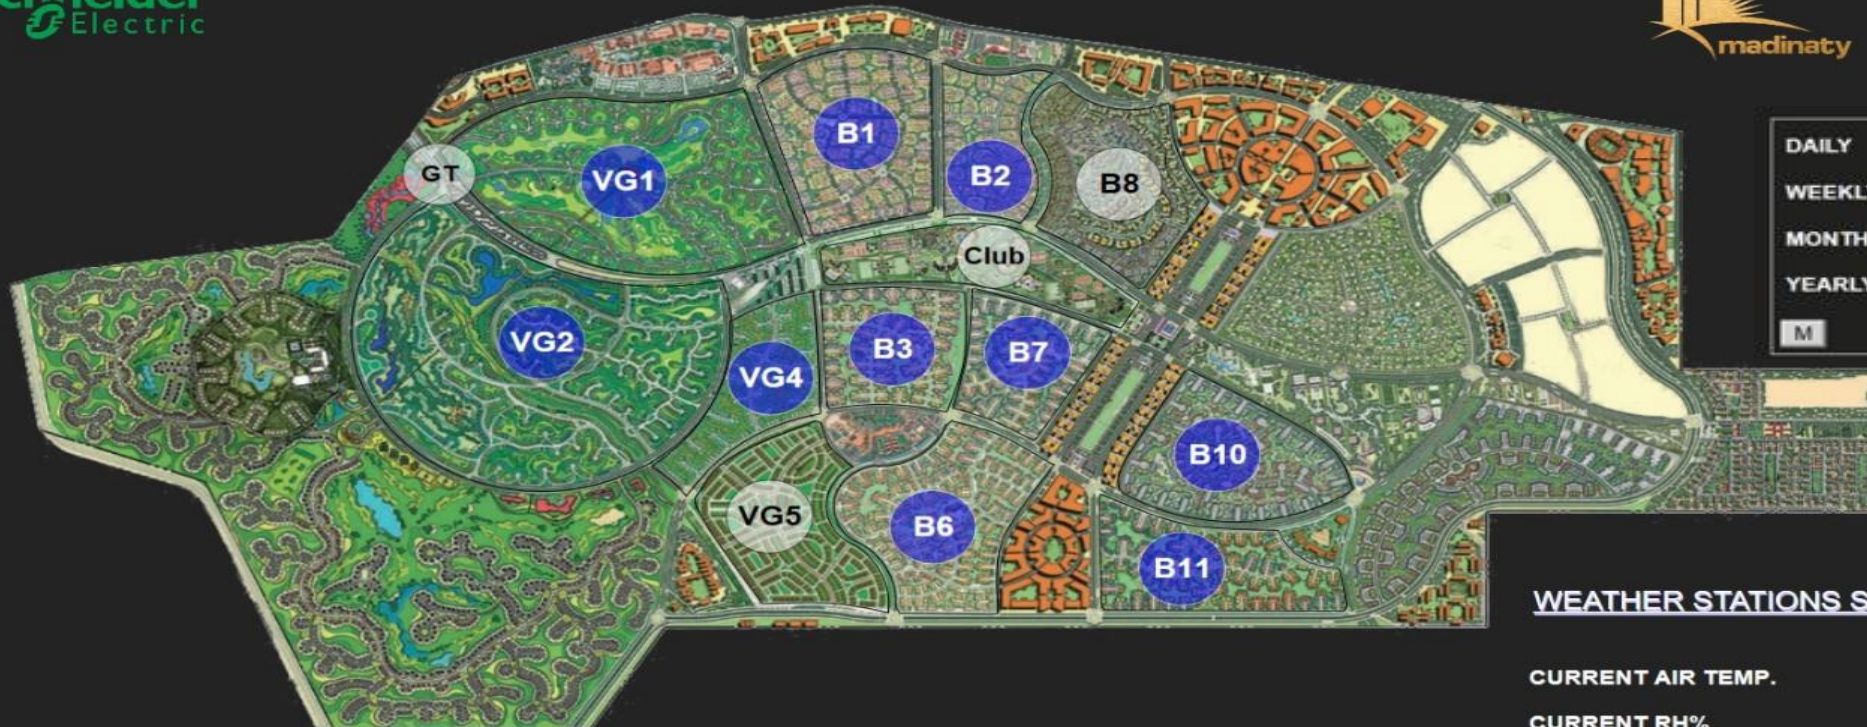 Electric
madinaty
DAILY
WEEKL
MONTH
YEARLY
M
GT
VG1
B1
B2
B8
Club
VG2
VG4
B3
B7
B10
VG5
B6
B11
WEATHER STATIONS S
CURRENT AIR TEMP.
CURRENT RH%